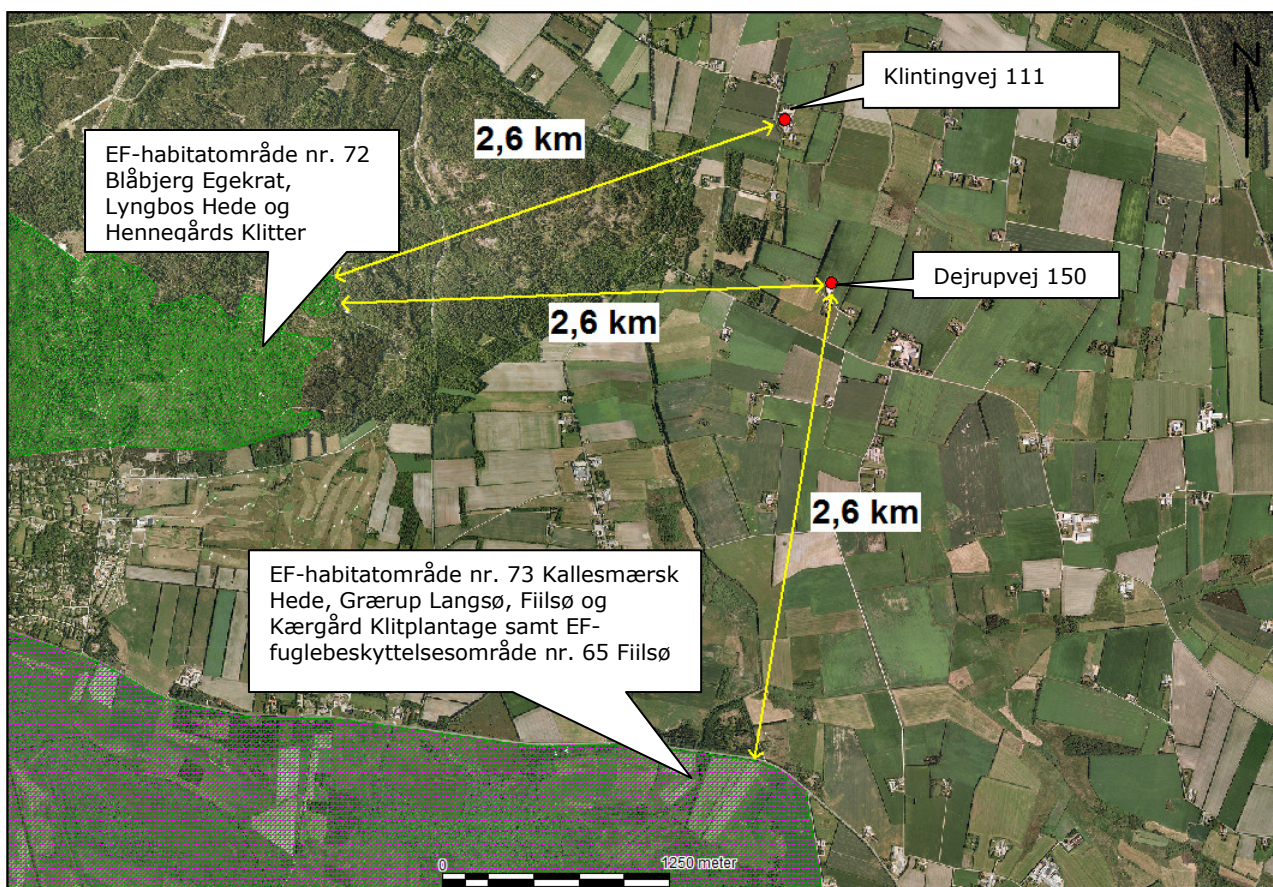 N
Klintingvej 111
2,6 km
EF-habitatområde nr. 72
Blåbjerg Egekrat,
Lyngbos Hede og
Hennegårds Klitter
Dejrupvej 150
2,6 km
2,6 km
EF-habitatområde nr. 73 Kallesmærsk
Hede, Grærup Langsø, Fiilsø og
Kærgård Klitplantage samt EF-
fuglebeskyttelsesområde nr. 65 Fiilsø
0
1250 meter